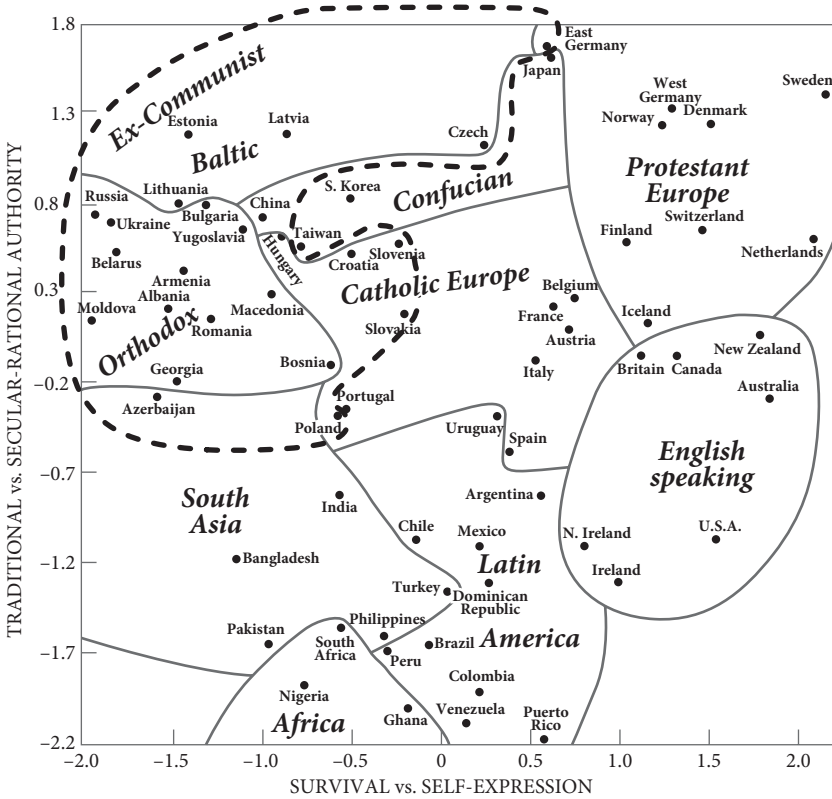 1.8
East
Germany
Japan
West
Germany
Sweden
1.3
Ex-Communist
Estonia
Latvia
Norway
Denmark
Czech
Baltic
Protestant
Europe
0.8
Russia
Lithuania
Bulgaria
China
S. Korea
Confucian
Ukraine
Yugoslavia
Hungary
Taiwan
Switzerland
Finland
Belarus
Croatia
Slovenia
Netherlands
Armenia
Catholic Europe
Belgium
0.3
Albania
Moldova
Romania
Macedonia
Slovakia
France
Iceland
Austria
New Zealand
Orthodox
Georgia
Bosnia
Italy
Britain
Canada
−0.2
Azerbaijan
Portugal
Poland
Australia
Uruguay
Spain
English
speaking
−0.7
South
Asia
India
Argentina
Chile
Mexico
N. Ireland
U.S.A.
−1.2
Bangladesh
Latin
Ireland
Turkey
Dominican
Republic
Pakistan
South
Africa
Philippines
Brazil
America
−1.7
Peru
Nigeria
Colombia
Africa
Ghana
Venezuela
Puerto
Rico
−2.2
−2.0
−1.5
−1.0
−0.5
0
0.5
1.0
1.5
2.0
TRADITIONAL vs. SECULAR-RATIONAL AUTHORITY
SURVIVAL vs. SELF-EXPRESSION